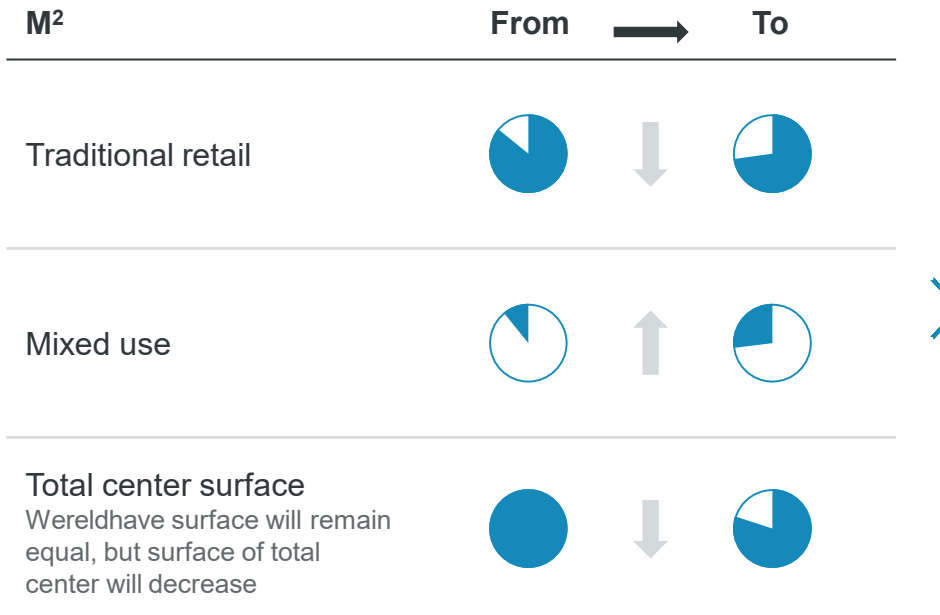 M² From To
Traditional retail
Mixed use
Total center surface
Wereldhave surface will remain
equal, but surface of total
center will decrease